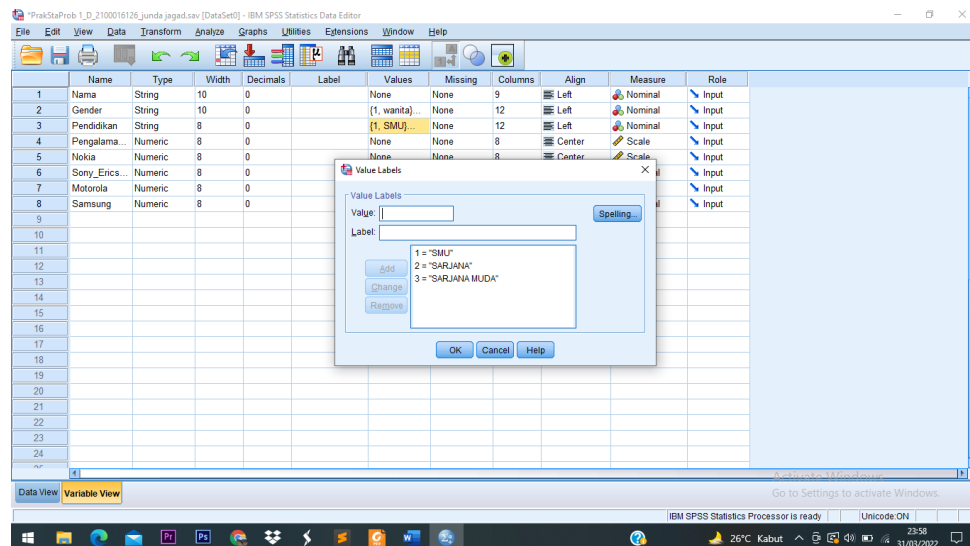 *PrakStaProb 1_D_2100016126_junda jagad.sav [DataSet0] - IBM SPSS Statistics Data Editor
File Edit View Data Transform Analyze Graphs Utilities Extensions Window Help
Name Type Width Decimals Label Values Missing Columns Align Measure Role
1 Nama String 10 0 None None 9 Left Nominal Input
2 Gender String 10 0 {1, wanita}... None 12 Left Nominal Input
3 Pendidikan String 8 0 {1, SMU}... None 12 Left Nominal Input
4 Pengalama... Numeric 8 0 None None 8 Center Scale Input
5 Nokia Numeric 8 0 None None 8 Center Scale Input
6 Sony_Erics... Numeric 8 0 Input
7 Motorola Numeric 8 0 Input
8 Samsung Numeric 8 0 Input
9
10
11
12
13
14
15
16
17
18
19
20
21
22
23
24
Value Labels
Value Labels
Value:
Spelling...
Label:
Add
Change
Remove
1 = "SMU"
2 = "SARJANA"
3 = "SARJANA MUDA"
OK Cancel Help
Activate Windows
Go to Settings to activate Windows.
Data View Variable View
IBM SPSS Statistics Processor is ready Unicode:ON
Pr Ps W
26°C Kabut
23:58
31/03/2022